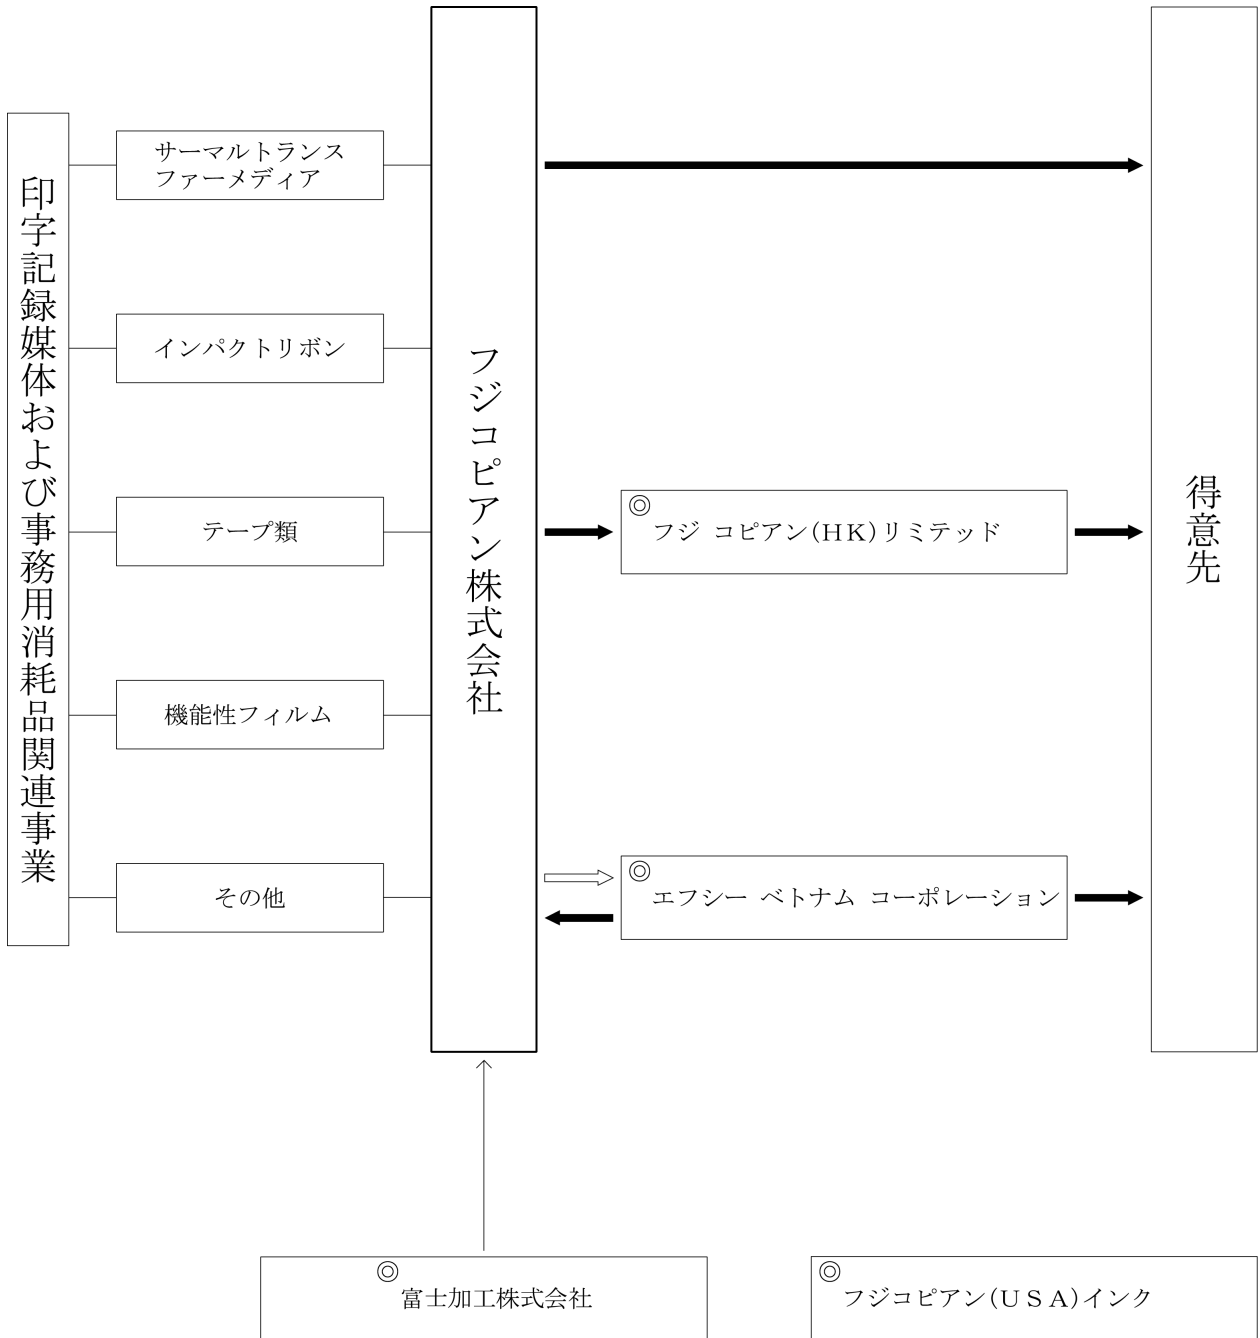 印字記録媒体および事務用消耗品関連事業
サーマルトランス
ファーメディア
インパクトリボン
テープ類
機能性フィルム
その他
フジコピアン株式会社
◎
フジ コピアン(HK)リミテッド
◎
エフシー ベトナム コーポレーション
得意先
◎
富士加工株式会社
◎
フジコピアン(USA)インク